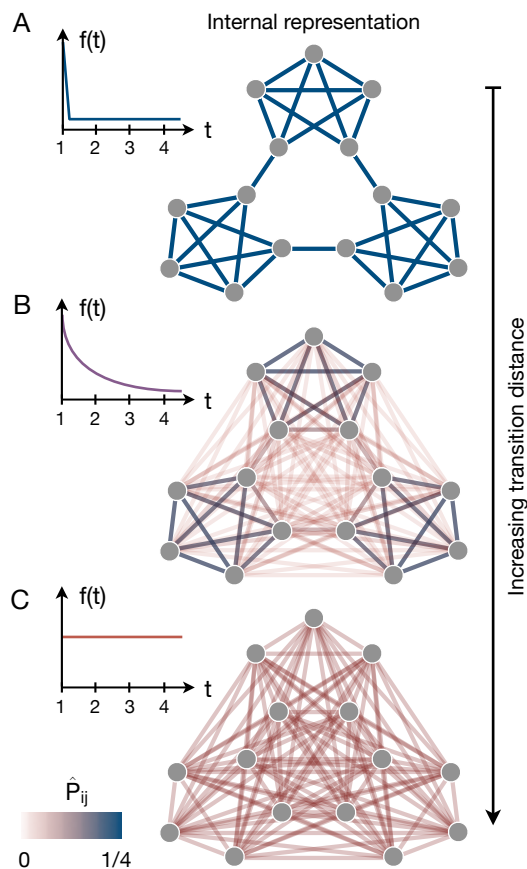 A
Internal representation
f(t)
t
1 2 3 4
B
f(t)
t
1 2 3 4
Increasing transition distance
C
f(t)
t
1 2 3 4
P̂ij
0 1/4